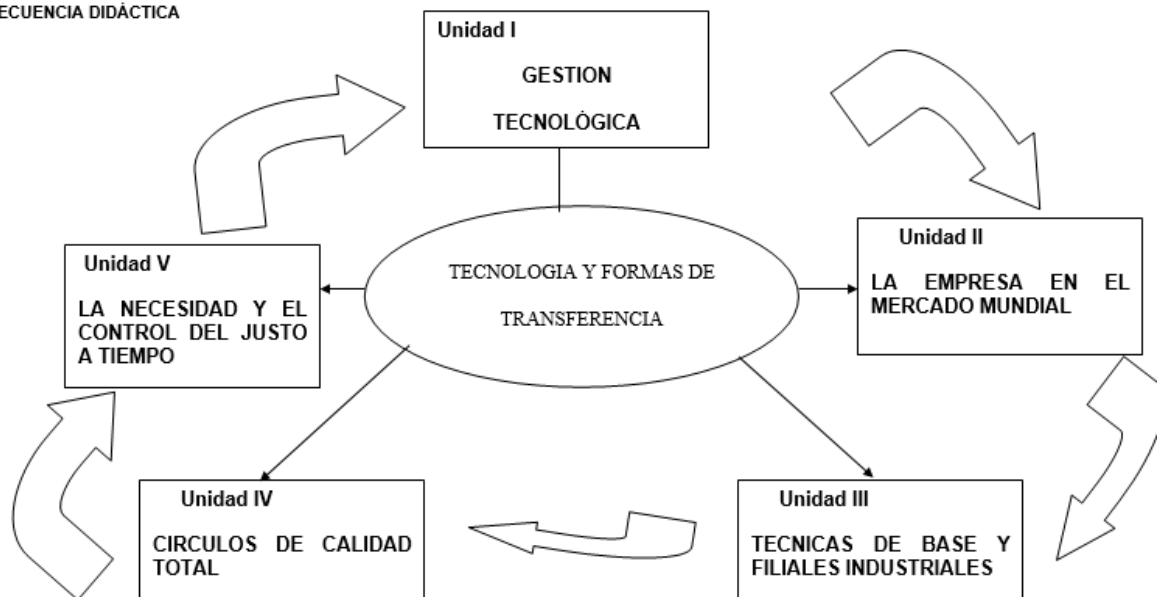 ECUENCIA DIDÁCTICA
Unidad I
GESTION
TECNOLÓGICA
Unidad II
LA EMPRESA EN EL
MERCADO MUNDIAL
TECNOLOGIA Y FORMAS DE
TRANSFERENCIA
Unidad V
LA NECESIDAD Y EL
CONTROL DEL JUSTO
A TIEMPO
Unidad IV
CIRCULOS DE CALIDAD
TOTAL
Unidad III
TECNICAS DE BASE Y
FILIALES INDUSTRIALES